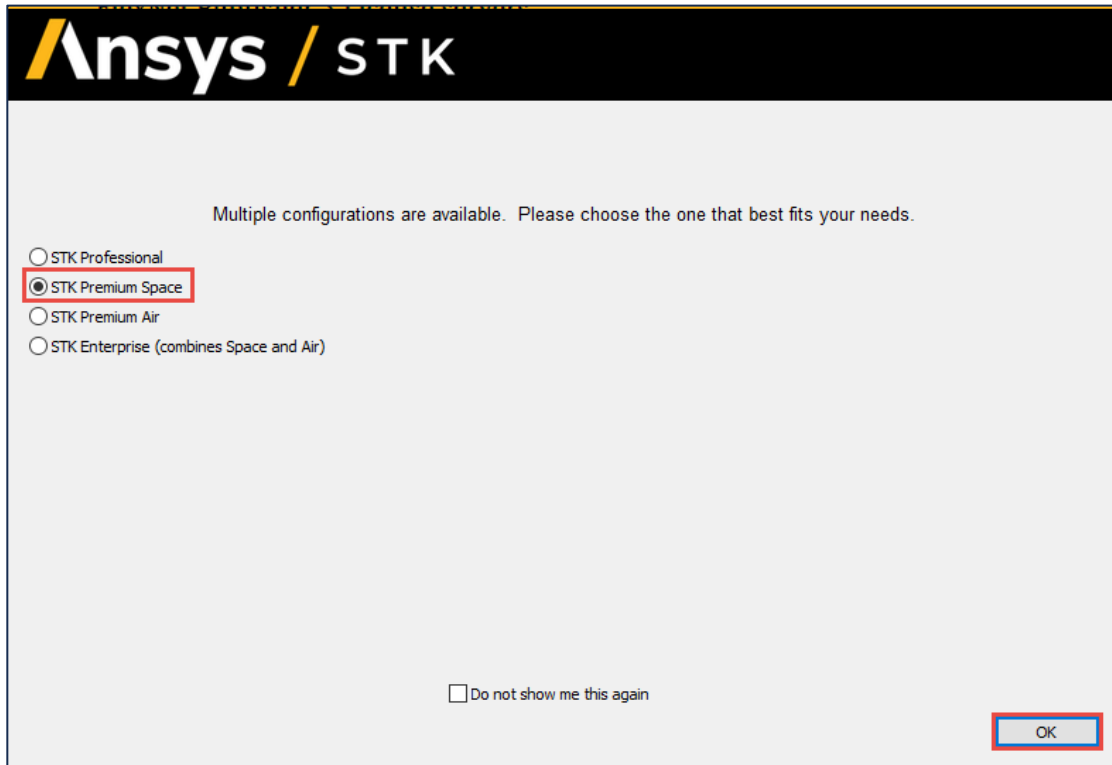 Ansys / STK
Multiple configurations are available. Please choose the one that best fits your needs.
STK Professional
STK Premium Space
STK Premium Air
STK Enterprise (combines Space and Air)
Do not show me this again
OK